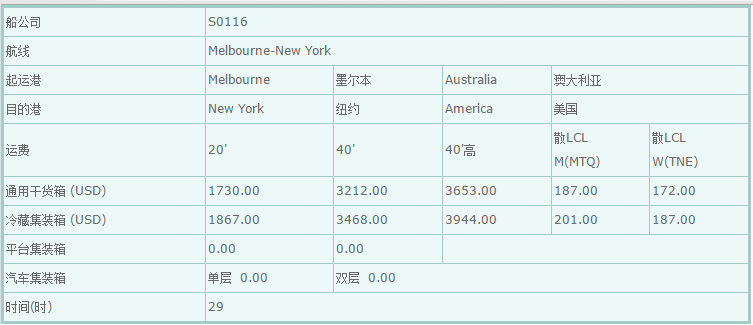 船公司 S0116
航线 Melbourne-New York
起运港 Melbourne 墨尔本 Australia 澳大利亚
目的港 New York 纽约 America 美国
运费 20' 40' 40'高 散LCL M(MTQ) 散LCL W(TNE)
通用干货箱 (USD) 1730.00 3212.00 3653.00 187.00 172.00
冷藏集装箱 (USD) 1867.00 3468.00 3944.00 201.00 187.00
平台集装箱 0.00 0.00
汽车集装箱 单层 0.00 双层 0.00
时间(时) 29